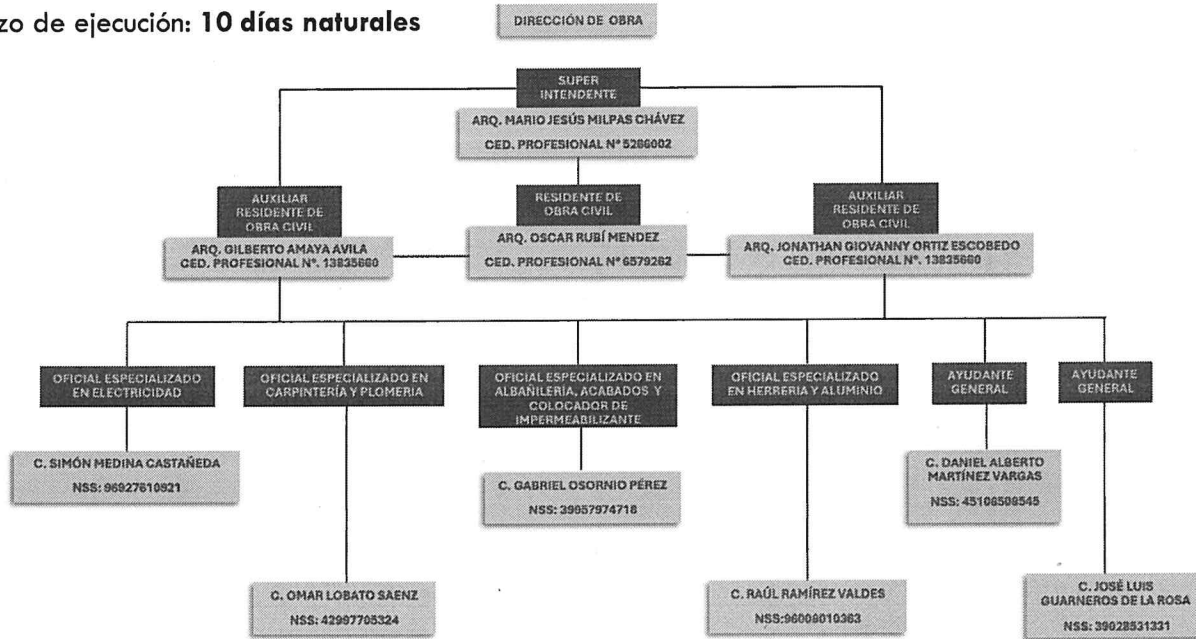 zo de ejecución: 10 días naturales
DIRECCIÓN DE OBRA
SUPER
INTENDENTE
ARQ. MARIO JESÚS MILPAS CHÁVEZ
CED. PROFESIONAL N° 5286002
AUXILIAR
RESIDENTE DE
OBRA CIVIL
ARQ. GILBERTO AMAYA AVILA
CED. PROFESIONAL N°. 13835660
RESIDENTE DE
OBRA CIVIL
ARQ. OSCAR RUBÍ MENDEZ
CED. PROFESIONAL N° 6579262
AUXILIAR
RESIDENTE DE
OBRA CIVIL
ARQ. JONATHAN GIOVANNY ORTIZ ESCOBEDO
CED. PROFESIONAL N°. 13835660
OFICIAL ESPECIALIZADO
EN ELECTRICIDAD
C. SIMÓN MEDINA CASTAÑEDA
NSS: 96927610921
OFICIAL ESPECIALIZADO EN
CARPINTERÍA Y PLOMERIA
C. OMAR LOBATO SAENZ
NSS: 42997705324
OFICIAL ESPECIALIZADO EN
ALBAÑILERÍA, ACABADOS Y
COLOCADOR DE
IMPERMEABILIZANTE
C. GABRIEL OSORNIO PÉREZ
NSS: 39957974718
OFICIAL ESPECIALIZADO
EN HERRERIA Y ALUMINIO
C. RAÚL RAMÍREZ VALDES
NSS:96008010363
AYUDANTE
GENERAL
C. DANIEL ALBERTO
MARTÍNEZ VARGAS
NSS: 45108509545
AYUDANTE
GENERAL
C. JOSÉ LUIS
GUARNEROS DE LA ROSA
NSS: 39028531331